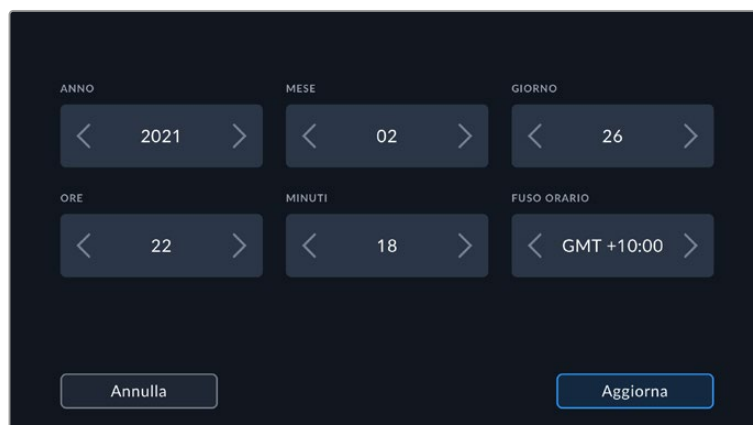 ANNO MESE GIORNO
2021 02 26
ORE MINUTI FUSO ORARIO
22 18 GMT +10:00
Annulla Aggiorna